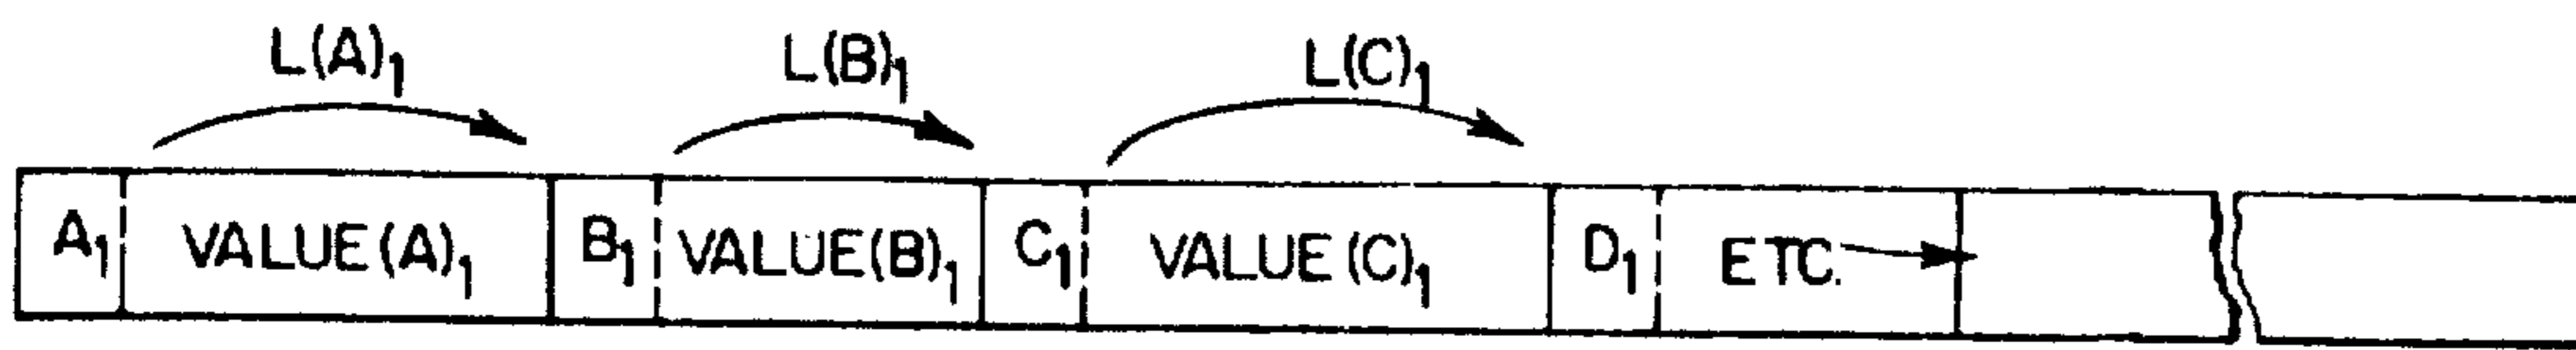 L(A)₁ L(B)₁ L(C)₁
A₁ VALUE(A)₁ B₁ VALUE(B)₁ C₁ VALUE(C)₁ D₁ ETC.